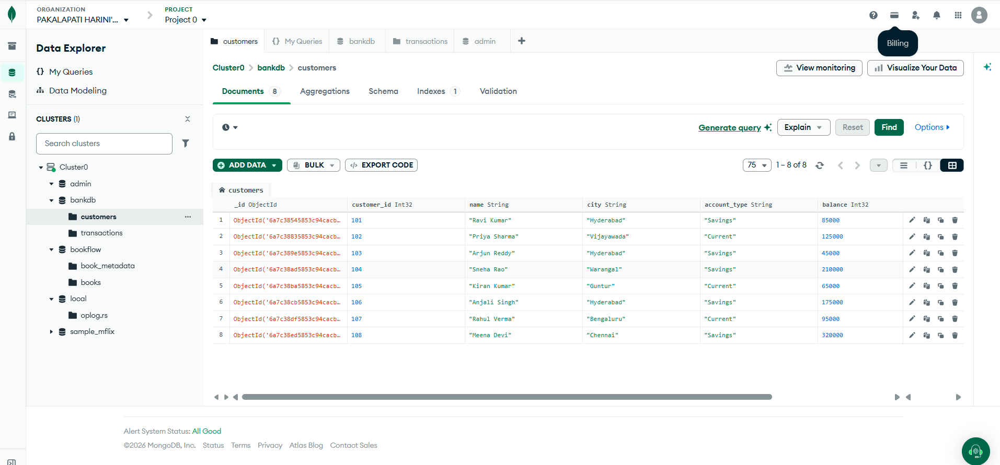 ORGANIZATION
PAKALAPATI HARINI'...
PROJECT
Project 0
Billing
Data Explorer
My Queries
Data Modeling
CLUSTERS (1)
Search clusters
Cluster0
admin
bankdb
customers
transactions
bookflow
book_metadata
books
local
oplog.rs
sample_mflix
customers My Queries bankdb transactions admin
Cluster0 bankdb customers
View monitoring Visualize Your Data
Documents 8 Aggregations Schema Indexes 1 Validation
Generate query Explain Reset Find Options
ADD DATA BULK EXPORT CODE
75 1 – 8 of 8
customers
_id ObjectId customer_id Int32 name String city String account_type String balance Int32
1 ObjectId('6a7c38545853c94cacb... 101 "Ravi Kumar" "Hyderabad" "Savings" 85000
2 ObjectId('6a7c38835853c94cacb... 102 "Priya Sharma" "Vijayawada" "Current" 125000
3 ObjectId('6a7c389e5853c94cacb... 103 "Arjun Reddy" "Hyderabad" "Savings" 45000
4 ObjectId('6a7c38ad5853c94cacb... 104 "Sneha Rao" "Warangal" "Savings" 210000
5 ObjectId('6a7c38ba5853c94cacb... 105 "Kiran Kumar" "Guntur" "Current" 65000
6 ObjectId('6a7c38cb5853c94cacb... 106 "Anjali Singh" "Hyderabad" "Savings" 175000
7 ObjectId('6a7c38df5853c94cacb... 107 "Rahul Verma" "Bengaluru" "Current" 95000
8 ObjectId('6a7c38ed5853c94cacb... 108 "Meena Devi" "Chennai" "Savings" 320000
Alert System Status: All Good
©2026 MongoDB, Inc. Status Terms Privacy Atlas Blog Contact Sales